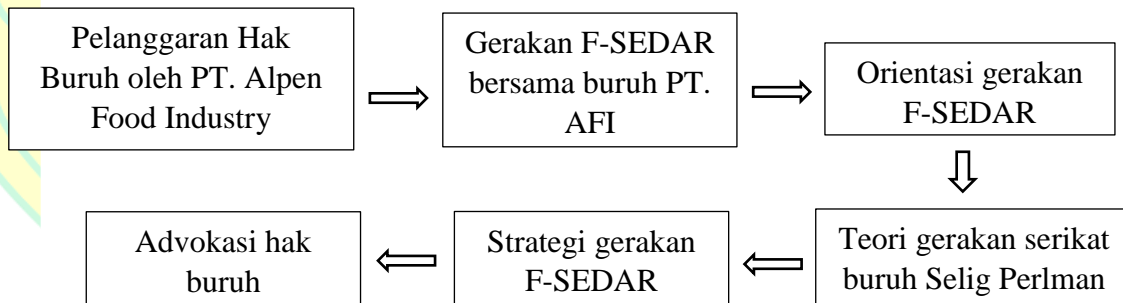 Pelanggaran Hak
Buruh oleh PT. Alpen
Food Industry
Gerakan F-SEDAR
bersama buruh PT.
AFI
Orientasi gerakan
F-SEDAR
Teori gerakan serikat
buruh Selig Perlman
Strategi gerakan
F-SEDAR
Advokasi hak
buruh